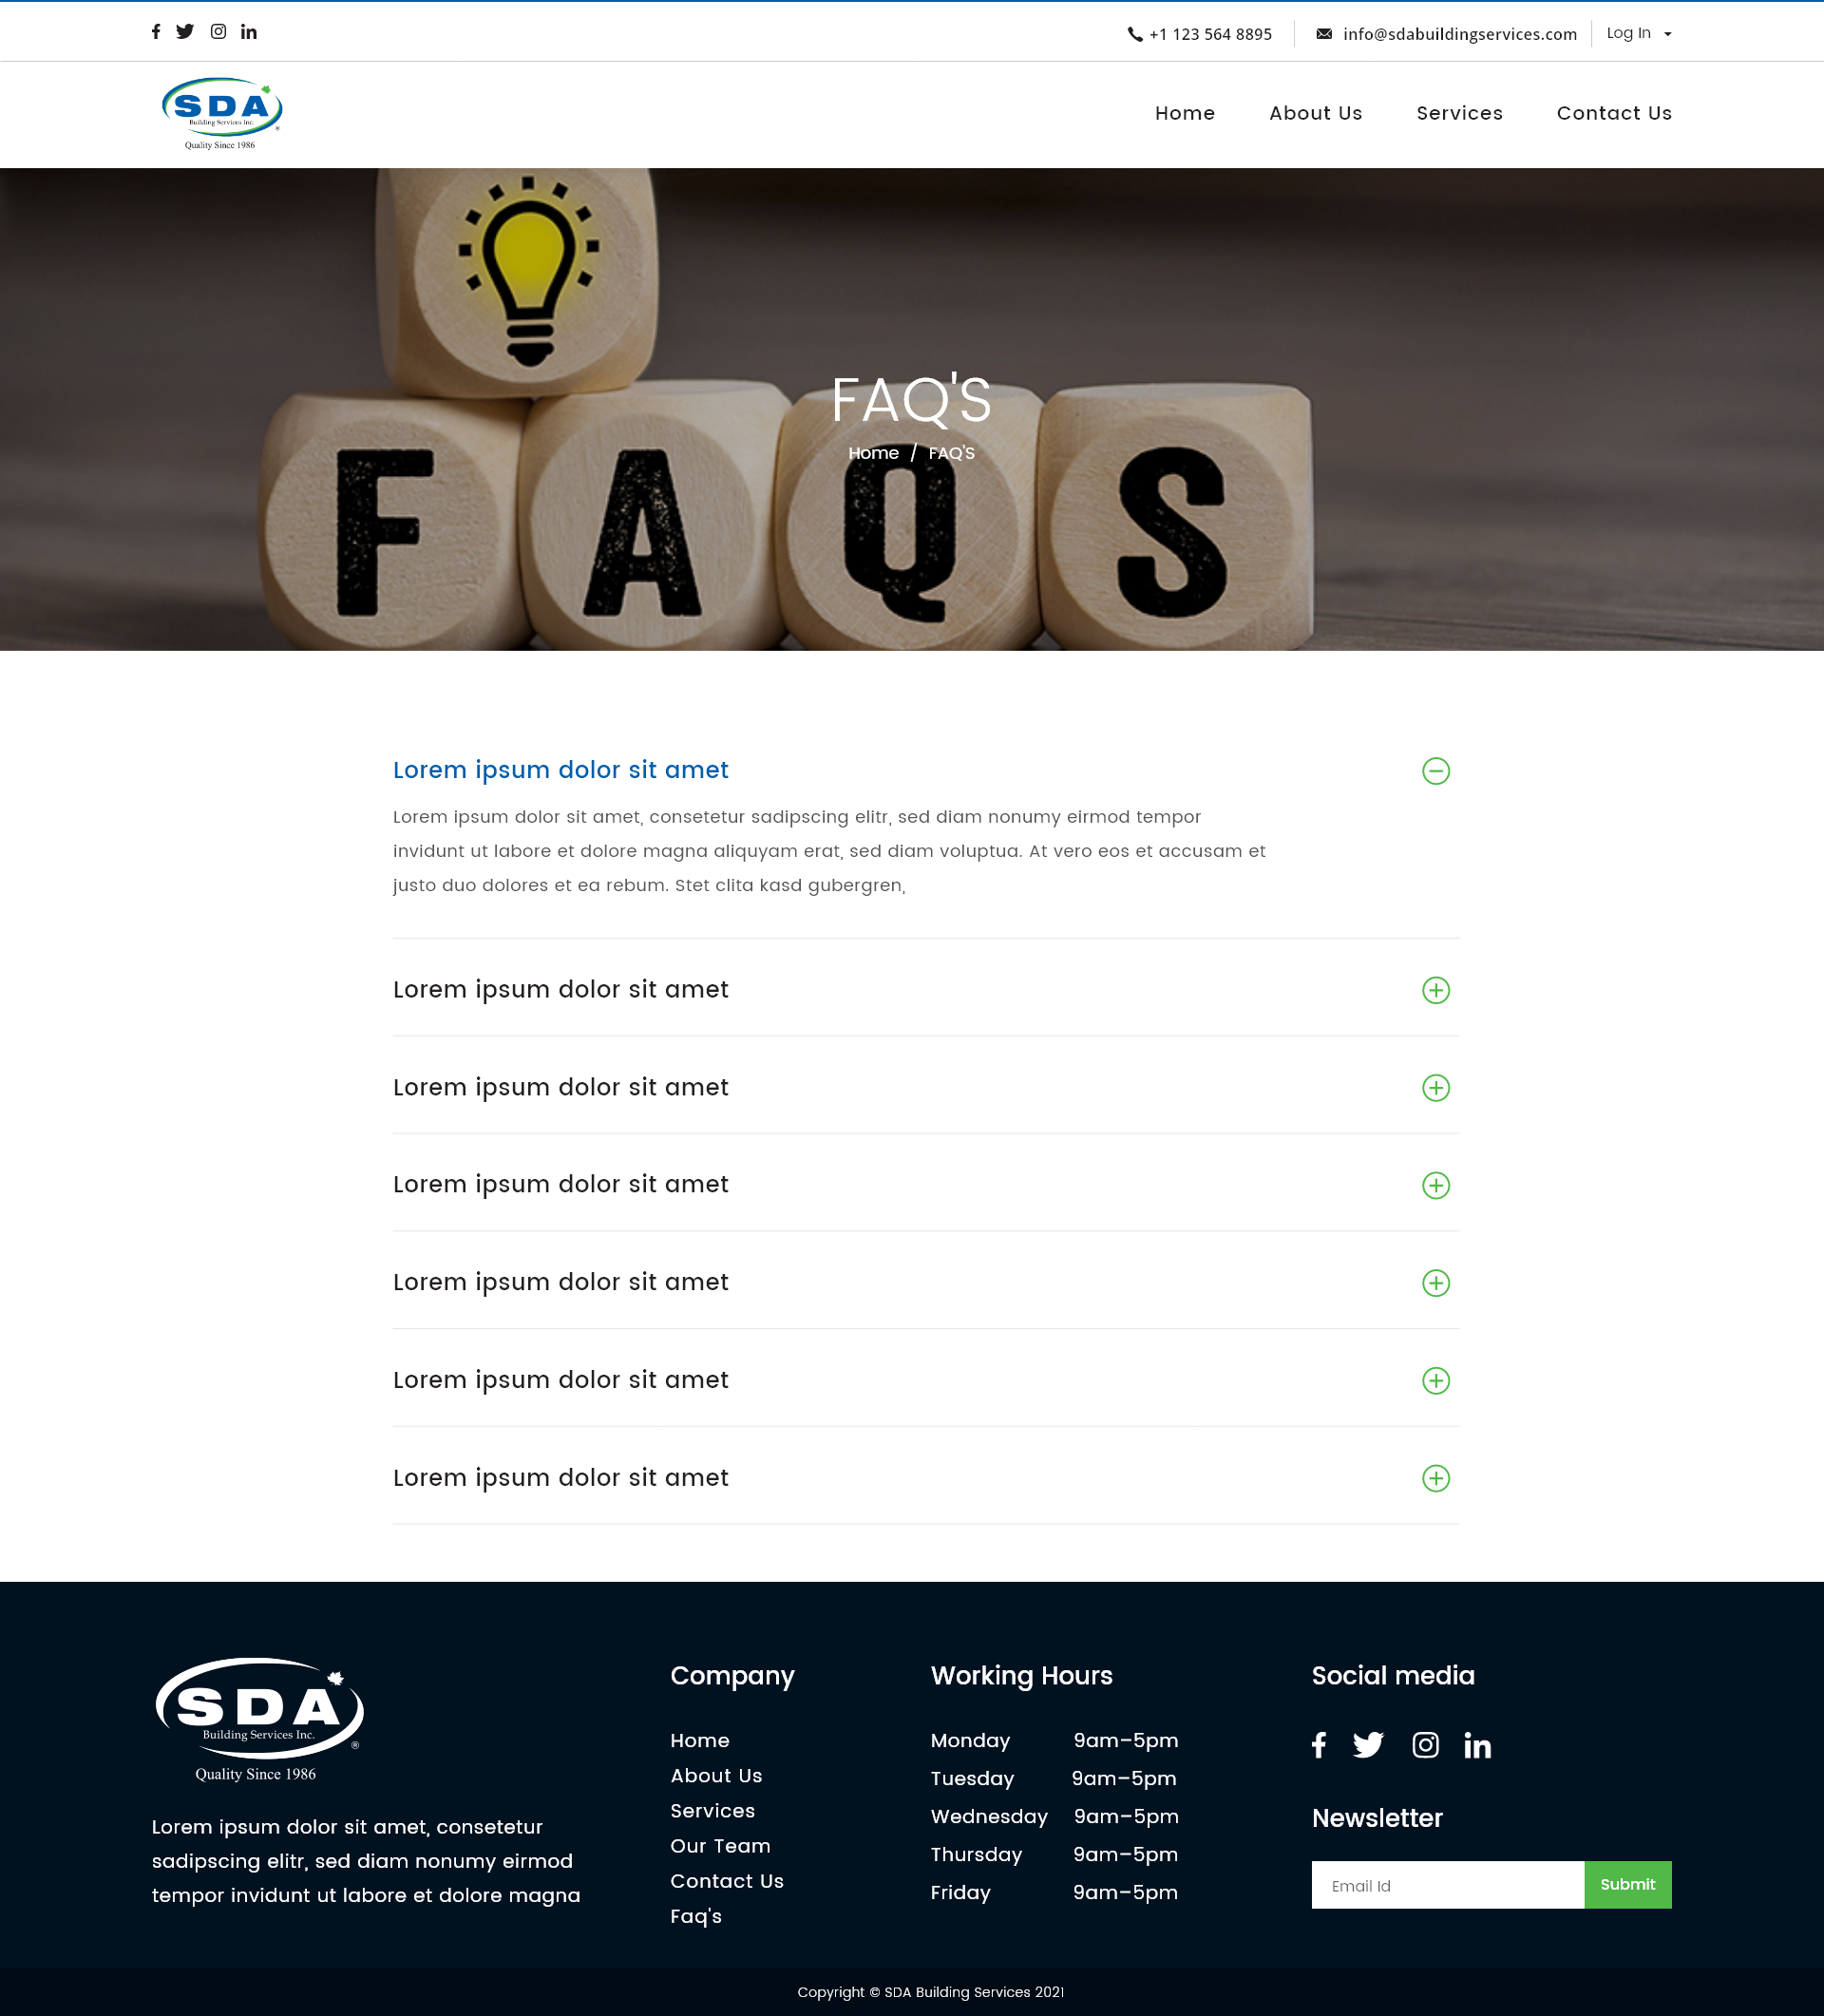 +1 123 564 8895
info@sdabuildingservices.com
Log In
SDA
Building Services Inc.
®
Quality Since 1986
Home
About Us
Services
Contact Us
FAQ'S
Home / FAQ'S
F A Q S
Lorem ipsum dolor sit amet
Lorem ipsum dolor sit amet, consetetur sadipscing elitr, sed diam nonumy eirmod tempor
invidunt ut labore et dolore magna aliquyam erat, sed diam voluptua. At vero eos et accusam et
justo duo dolores et ea rebum. Stet clita kasd gubergren,
Lorem ipsum dolor sit amet
Lorem ipsum dolor sit amet
Lorem ipsum dolor sit amet
Lorem ipsum dolor sit amet
Lorem ipsum dolor sit amet
Lorem ipsum dolor sit amet
SDA
Building Services Inc.
®
Quality Since 1986
Lorem ipsum dolor sit amet, consetetur
sadipscing elitr, sed diam nonumy eirmod
tempor invidunt ut labore et dolore magna
Company
Home
About Us
Services
Our Team
Contact Us
Faq's
Working Hours
Monday 9am–5pm
Tuesday 9am–5pm
Wednesday 9am–5pm
Thursday 9am–5pm
Friday 9am–5pm
Social media
Newsletter
Email Id
Submit
Copyright © SDA Building Services 2021